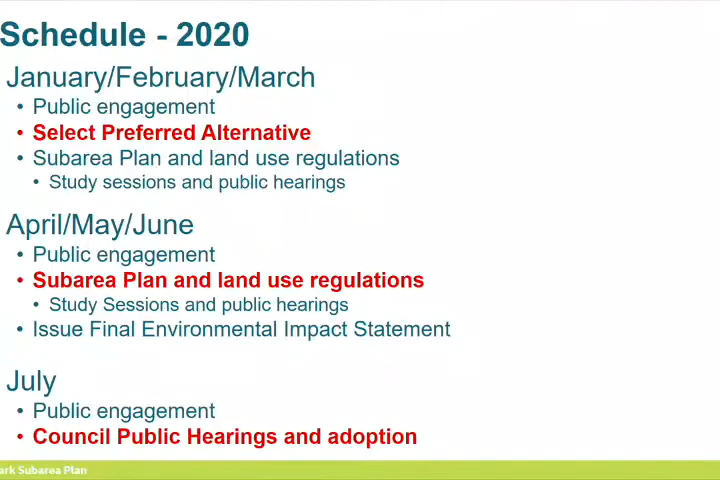 Schedule - 2020
January/February/March
• Public engagement
• Select Preferred Alternative
• Subarea Plan and land use regulations
• Study sessions and public hearings
April/May/June
• Public engagement
• Subarea Plan and land use regulations
• Study Sessions and public hearings
• Issue Final Environmental Impact Statement
July
• Public engagement
• Council Public Hearings and adoption
ark Subarea Plan